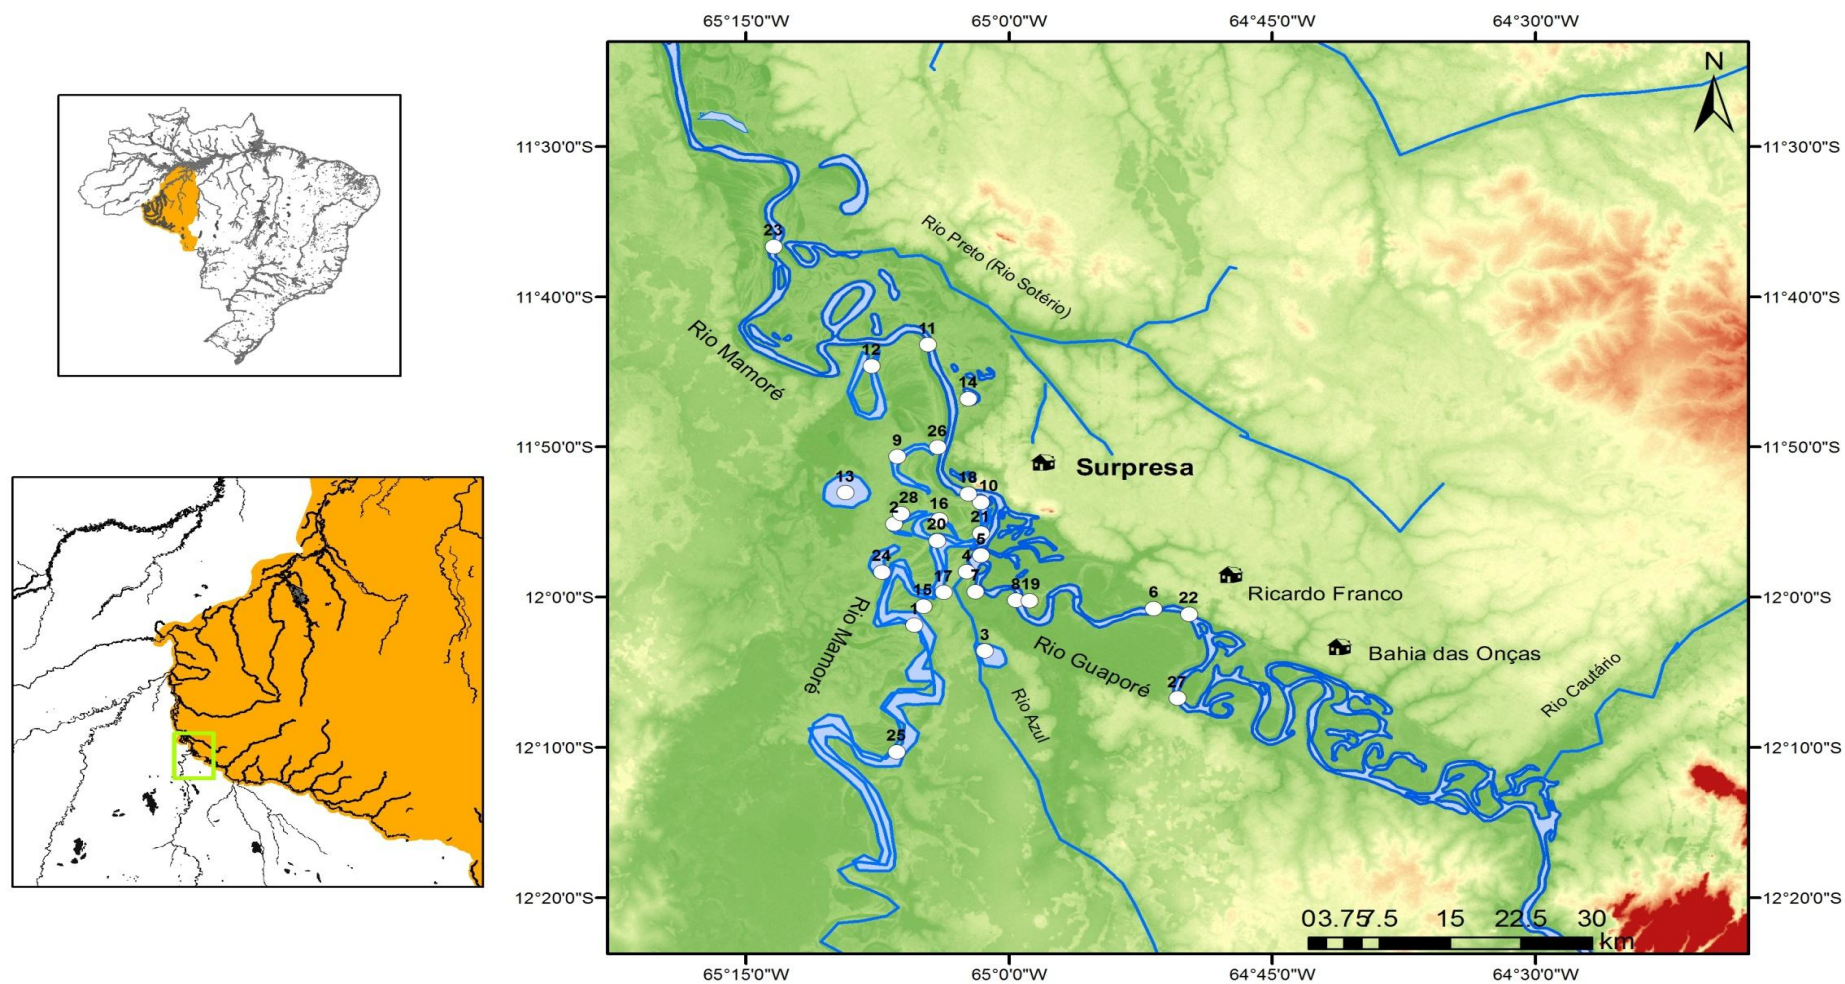 65°15'0"W 65°0'0"W 64°45'0"W 64°30'0"W
N
11°30'0"S 11°30'0"S
Rio Preto (Rio Sotério)
23
11°40'0"S 11°40'0"S
Rio Mamoré
11
12
14
26
9
11°50'0"S 11°50'0"S
Surpresa
13
18
10
28
2
16
21
20
5
24
4
17
7
15
8
19
6
22
12°0'0"S 12°0'0"S
Ricardo Franco
1
3
Rio Mamoré
Rio Guaporé
Bahia das Onças
Rio Cautário
27
Rio Azul
25
12°10'0"S 12°10'0"S
12°20'0"S 12°20'0"S
0 3.75 7.5 15 22.5 30
km
65°15'0"W 65°0'0"W 64°45'0"W 64°30'0"W